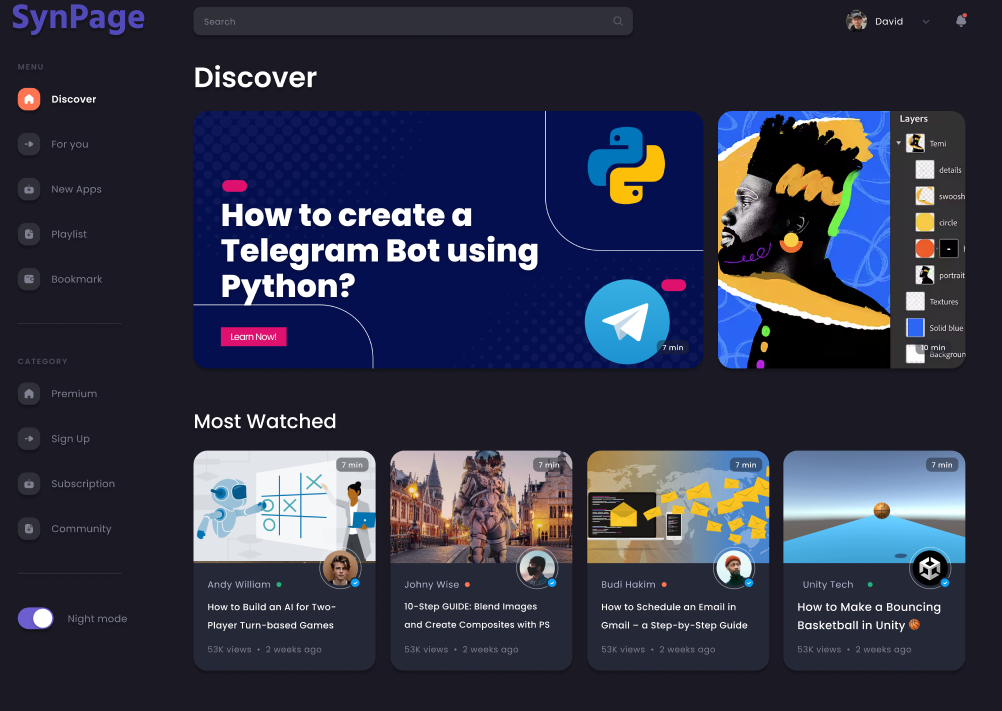 SynPage
Search
David
MENU
Discover
For you
New Apps
Playlist
Bookmark
CATEGORY
Premium
Sign Up
Subscription
Community
Night mode
Discover
How to create a
Telegram Bot using
Python?
Learn Now!
7 min
Layers
Temi
details
swoosh
circle
portrait
Textures
Solid blue
10 min
Backgroun
Most Watched
7 min
Andy William
How to Build an AI for Two-
Player Turn-based Games
53K views • 2 weeks ago
7 min
Johny Wise
10-Step GUIDE: Blend Images
and Create Composites with PS
53K views • 2 weeks ago
7 min
Budi Hakim
How to Schedule an Email in
Gmail – a Step-by-Step Guide
53K views • 2 weeks ago
7 min
Unity Tech
How to Make a Bouncing
Basketball in Unity 🏀
53K views • 2 weeks ago